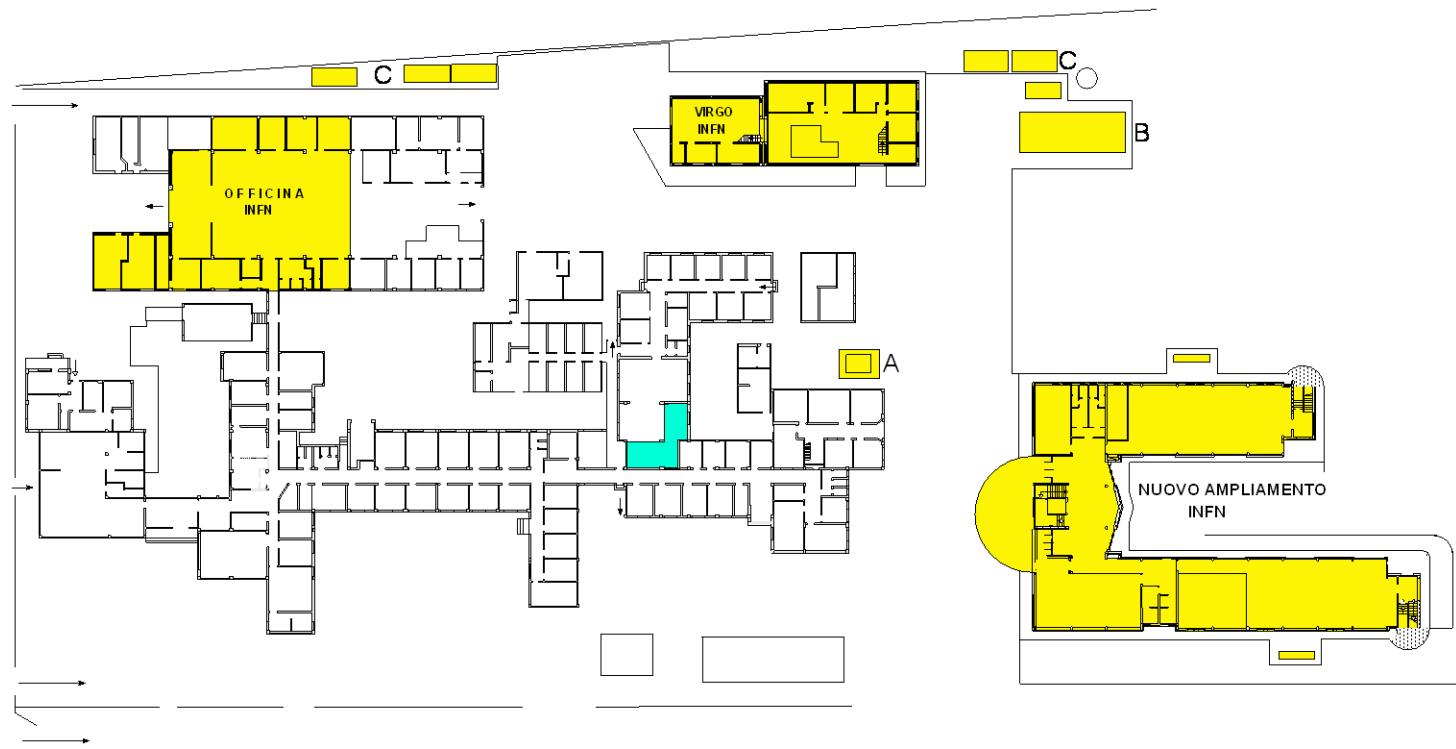 C
C
B
VIRGO
INFN
OFFICINA
INFN
A
NUOVO AMPLIAMENTO
INFN